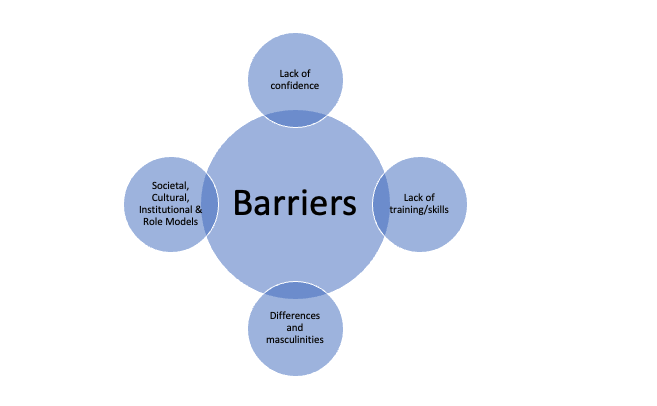 Lack of
confidence
Societal,
Cultural,
Institutional &
Role Models
Barriers
Lack of
training/skills
Differences
and
masculinities